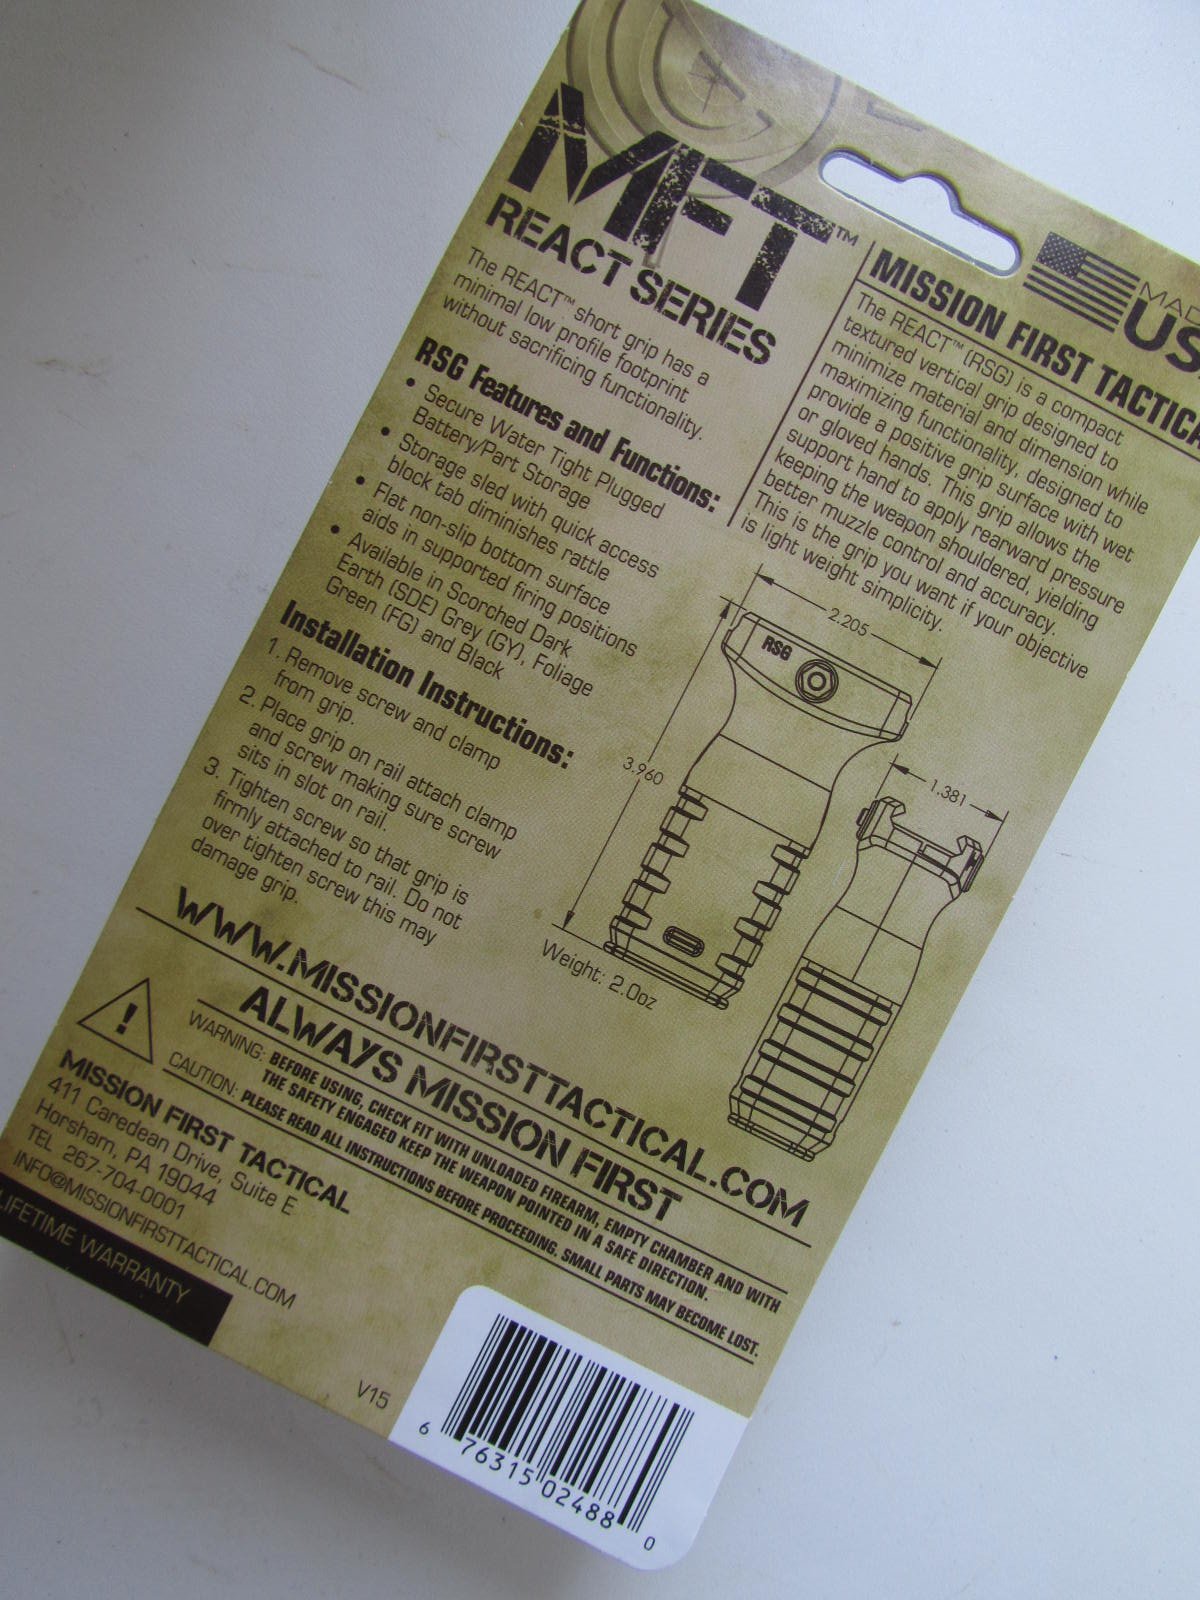 MFT™
REACT SERIES
The REACT™ short grip has a
minimal low profile footprint
without sacrificing functionality.
RSG Features and Functions:
• Secure Water Tight Plugged
Battery/Part Storage
• Storage sled with quick access
block tab diminishes rattle
• Flat non-slip bottom surface
aids in supported firing positions
• Available in Scorched Dark
Earth (SDE) Grey (GY), Foliage
Green (FG) and Black
Installation Instructions:
1. Remove screw and clamp
from grip.
2. Place grip on rail attach clamp
and screw making sure screw
sits in slot on rail.
3. Tighten screw so that grip is
firmly attached to rail. Do not
over tighten screw this may
damage grip.
MAD
US
MISSION FIRST TACTICA
The REACT™ (RSG) is a compact
textured vertical grip designed to
minimize material and dimension while
maximizing functionality, designed to
provide a positive grip surface with wet
or gloved hands. This grip allows the
support hand to apply rearward pressure
keeping the weapon shouldered, yielding
better muzzle control and accuracy.
This is the grip you want if your objective
is light weight simplicity.
2.205
RSG
3.960
1.381
Weight: 2.0oz
WWW.MISSIONFIRSTTACTICAL.COM
ALWAYS MISSION FIRST
WARNING: BEFORE USING, CHECK FIT WITH UNLOADED FIREARM, EMPTY CHAMBER AND WITH
THE SAFETY ENGAGED KEEP THE WEAPON POINTED IN A SAFE DIRECTION.
CAUTION: PLEASE READ ALL INSTRUCTIONS BEFORE PROCEEDING. SMALL PARTS MAY BECOME LOST.
!
MISSION FIRST TACTICAL
411 Caredean Drive, Suite E
Horsham, PA 19044
TEL 267-704-0001
INFO@MISSIONFIRSTTACTICAL.COM
LIFETIME WARRANTY
V15
6 76315 02488 0